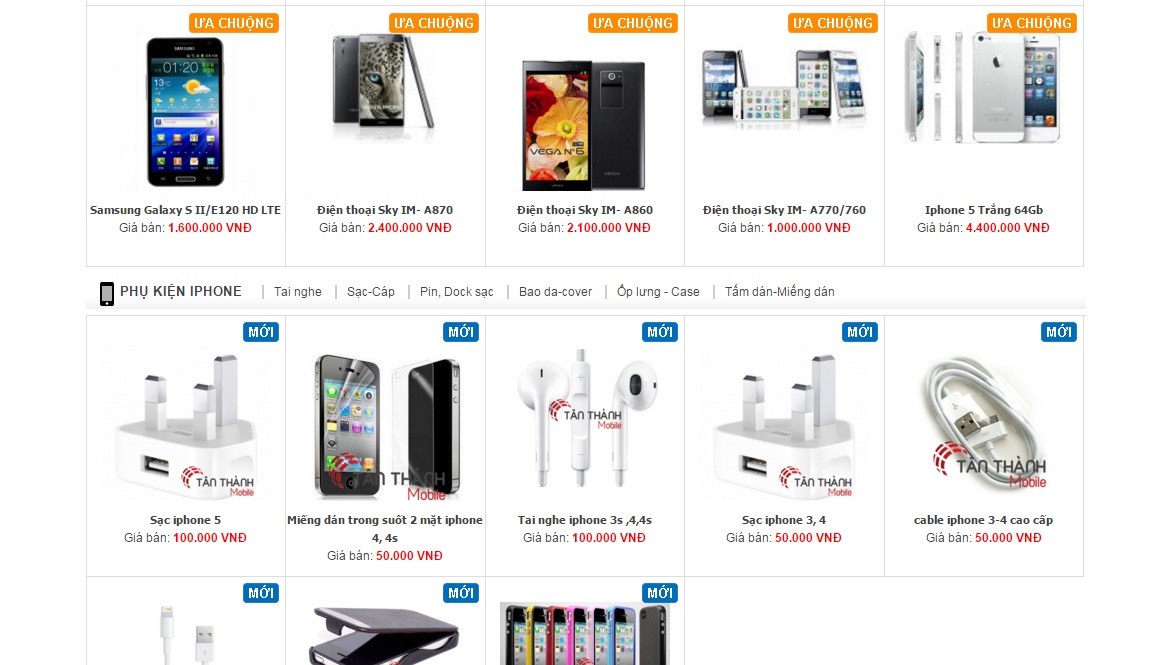 ƯA CHUỘNG
ƯA CHUỘNG
ƯA CHUỘNG
ƯA CHUỘNG
ƯA CHUỘNG
SAMSUNG
01:20
VEGA N°6
VEGA
Samsung Galaxy S II/E120 HD LTE
Giá bán: 1.600.000 VNĐ
Điện thoại Sky IM- A870
Giá bán: 2.400.000 VNĐ
Điện thoại Sky IM- A860
Giá bán: 2.100.000 VNĐ
Điện thoại Sky IM- A770/760
Giá bán: 1.000.000 VNĐ
Iphone 5 Trắng 64Gb
Giá bán: 4.400.000 VNĐ
PHỤ KIỆN IPHONE
Tai nghe
Sạc-Cáp
Pin, Dock sạc
Bao da-cover
Ốp lưng - Case
Tấm dán-Miếng dán
MỚI
MỚI
MỚI
MỚI
MỚI
TÂN THÀNH
Mobile
TÂN THÀNH
Mobile
TÂN THÀNH
Mobile
TÂN THÀNH
Mobile
TÂN THÀNH
Mobile
Sạc iphone 5
Giá bán: 100.000 VNĐ
Miếng dán trong suốt 2 mặt iphone
4, 4s
Giá bán: 50.000 VNĐ
Tai nghe iphone 3s ,4,4s
Giá bán: 100.000 VNĐ
Sạc iphone 3, 4
Giá bán: 50.000 VNĐ
cable iphone 3-4 cao cấp
Giá bán: 50.000 VNĐ
MỚI
MỚI
MỚI